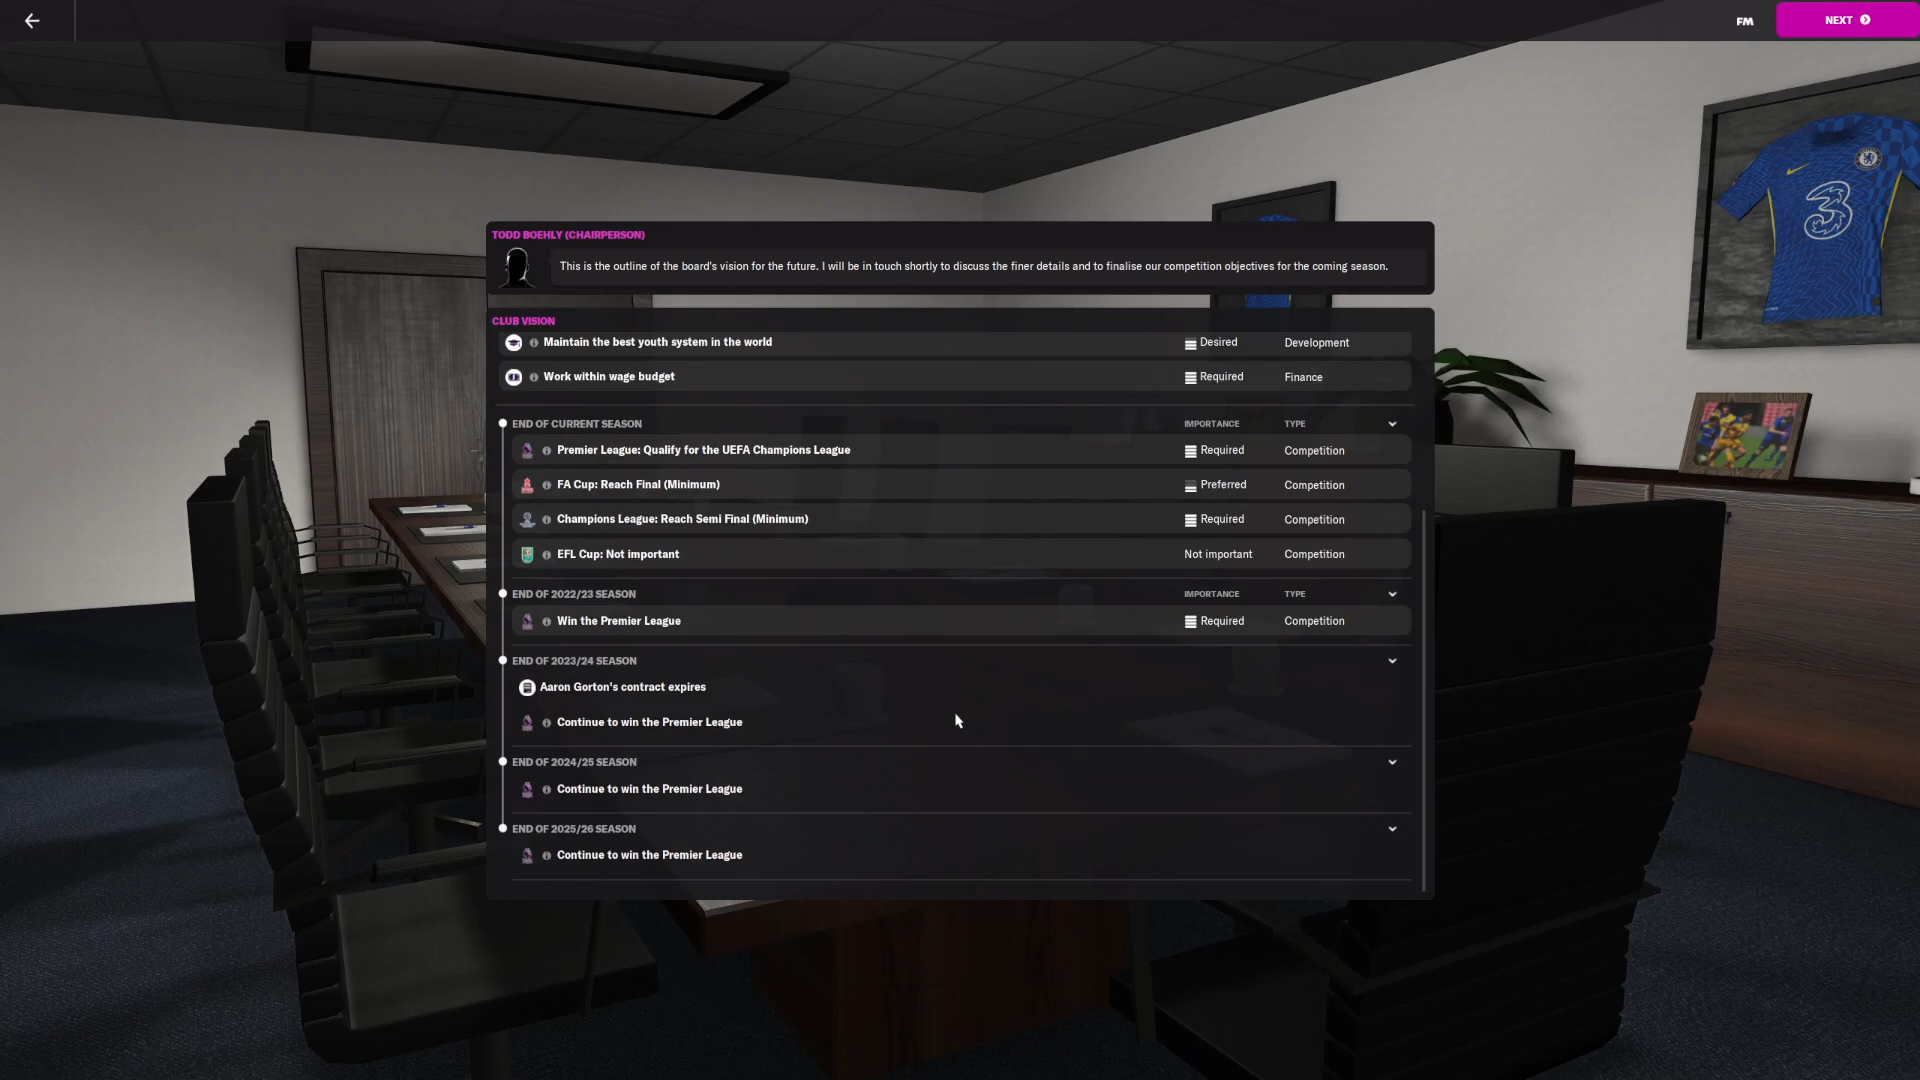 FM
NEXT
TODD BOEHLY (CHAIRPERSON)
This is the outline of the board's vision for the future. I will be in touch shortly to discuss the finer details and to finalise our competition objectives for the coming season.
CLUB VISION
Maintain the best youth system in the world Desired Development
Work within wage budget Required Finance
END OF CURRENT SEASON IMPORTANCE TYPE
Premier League: Qualify for the UEFA Champions League Required Competition
FA Cup: Reach Final (Minimum) Preferred Competition
Champions League: Reach Semi Final (Minimum) Required Competition
EFL Cup: Not important Not important Competition
END OF 2022/23 SEASON IMPORTANCE TYPE
Win the Premier League Required Competition
END OF 2023/24 SEASON
Aaron Gorton's contract expires
Continue to win the Premier League
END OF 2024/25 SEASON
Continue to win the Premier League
END OF 2025/26 SEASON
Continue to win the Premier League
3